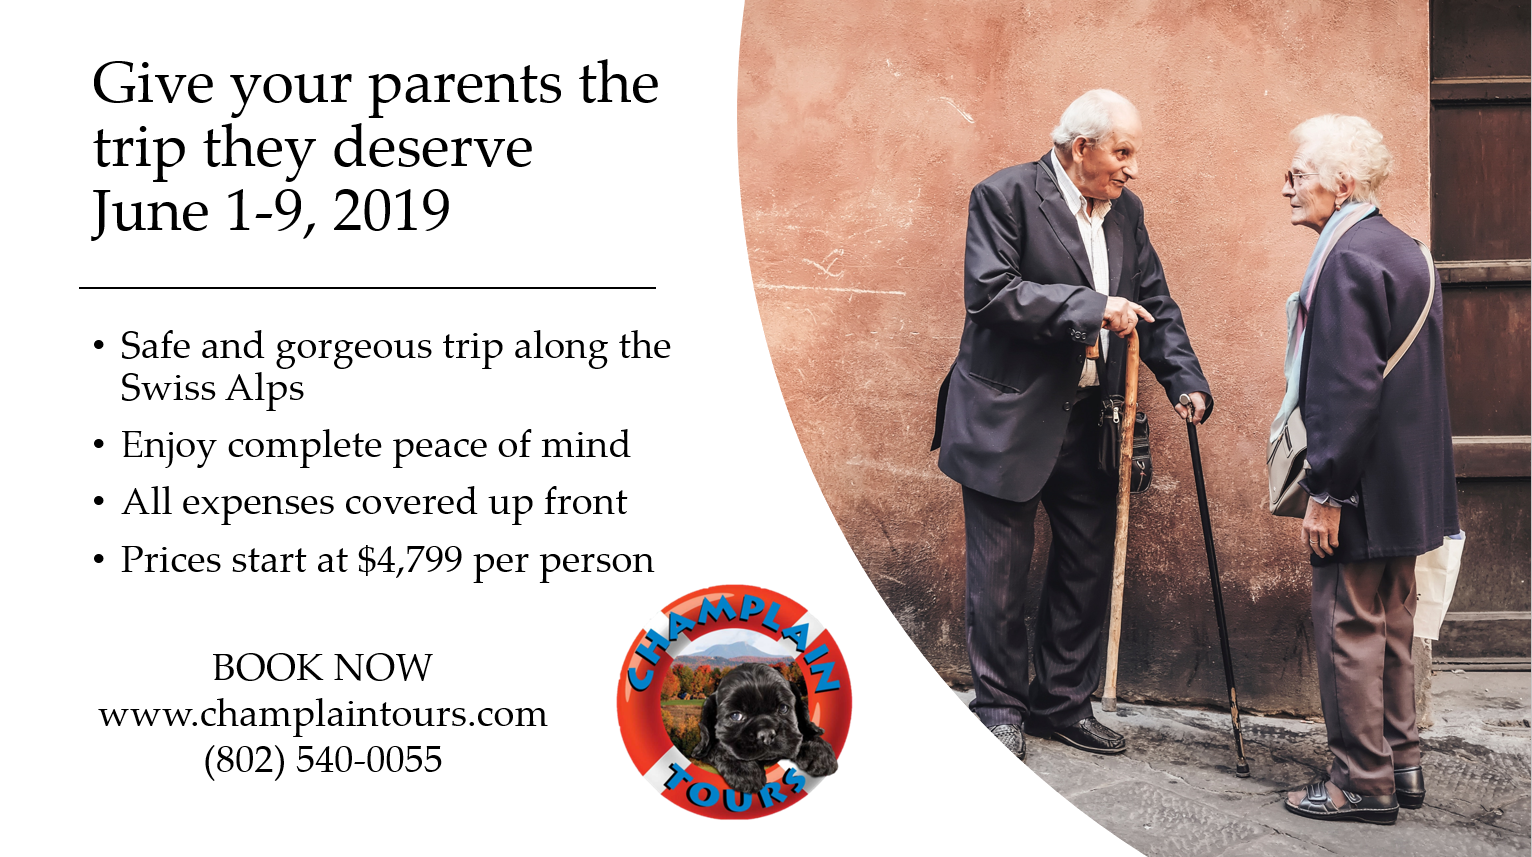 Give your parents the
trip they deserve
June 1-9, 2019
• Safe and gorgeous trip along the
Swiss Alps
• Enjoy complete peace of mind
• All expenses covered up front
• Prices start at $4,799 per person
BOOK NOW
www.champlaintours.com
(802) 540-0055
CHAMPLAIN
TOURS